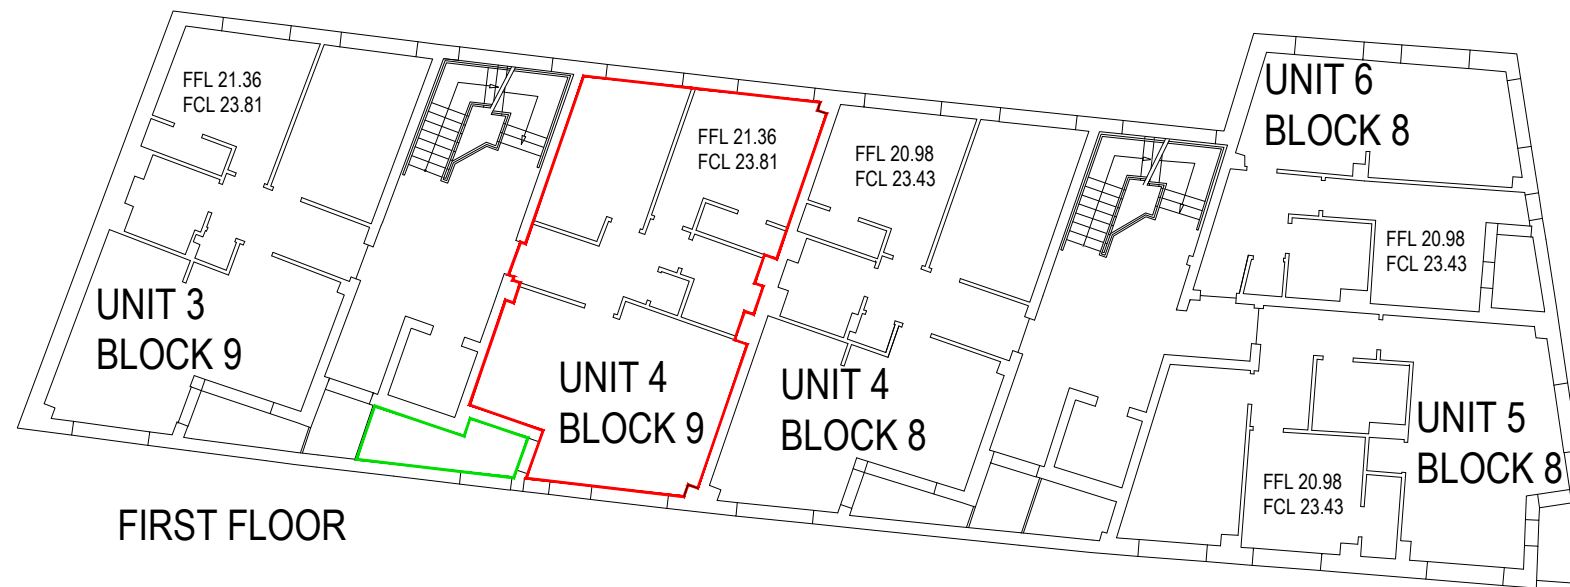 FFL 21.36
FCL 23.81
UNIT 3
BLOCK 9
FFL 21.36
FCL 23.81
UNIT 4
BLOCK 9
FFL 20.98
FCL 23.43
UNIT 4
BLOCK 8
UNIT 6
BLOCK 8
FFL 20.98
FCL 23.43
UNIT 5
BLOCK 8
FFL 20.98
FCL 23.43
FIRST FLOOR